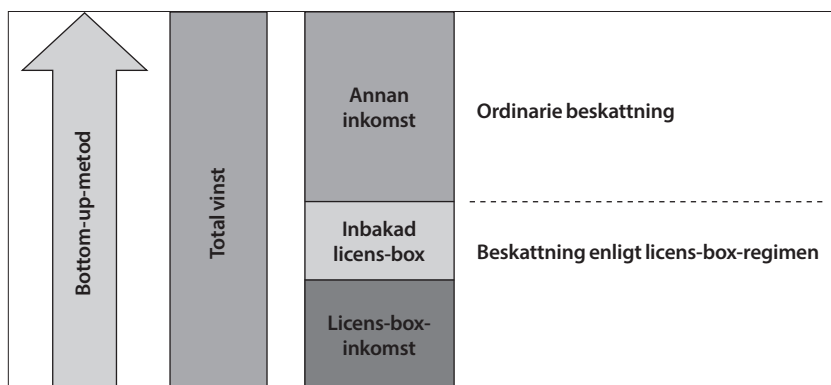 Bottom-up-metod
Total vinst
Annan
inkomst
Ordinarie beskattning
Inbakad
licens-box
Beskattning enligt licens-box-regimen
Licens-box-
inkomst